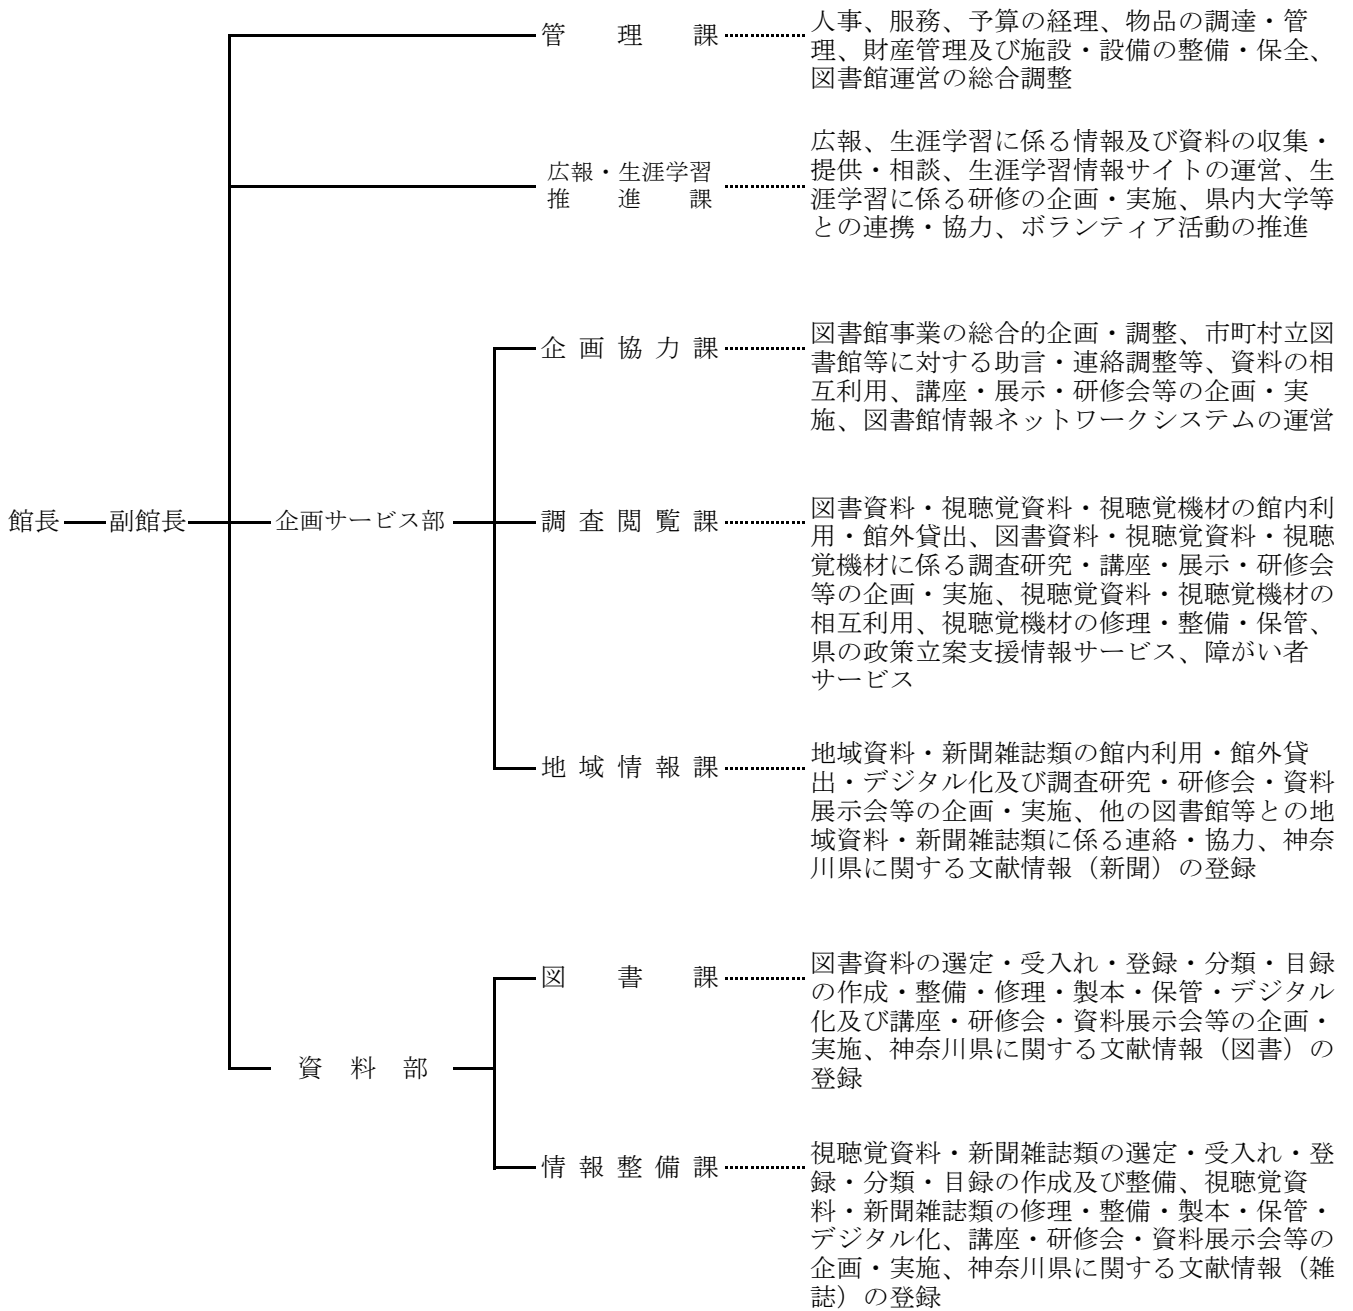 管理課
人事、服務、予算の経理、物品の調達・管
理、財産管理及び施設・設備の整備・保全、
図書館運営の総合調整
広報・生涯学習
推進課
広報、生涯学習に係る情報及び資料の収集・
提供・相談、生涯学習情報サイトの運営、生
涯学習に係る研修の企画・実施、県内大学等
との連携・協力、ボランティア活動の推進
企画協力課
図書館事業の総合的企画・調整、市町村立図
書館等に対する助言・連絡調整等、資料の相
互利用、講座・展示・研修会等の企画・実
施、図書館情報ネットワークシステムの運営
館長
副館長
企画サービス部
調査閲覧課
図書資料・視聴覚資料・視聴覚機材の館内利
用・館外貸出、図書資料・視聴覚資料・視聴
覚機材に係る調査研究・講座・展示・研修会
等の企画・実施、視聴覚資料・視聴覚機材の
相互利用、視聴覚機材の修理・整備・保管、
県の政策立案支援情報サービス、障がい者
サービス
地域情報課
地域資料・新聞雑誌類の館内利用・館外貸
出・デジタル化及び調査研究・研修会・資料
展示会等の企画・実施、他の図書館等との地
域資料・新聞雑誌類に係る連絡・協力、神奈
川県に関する文献情報（新聞）の登録
資料部
図書課
図書資料の選定・受入れ・登録・分類・目録
の作成・整備・修理・製本・保管・デジタル
化及び講座・研修会・資料展示会等の企画・
実施、神奈川県に関する文献情報（図書）の
登録
情報整備課
視聴覚資料・新聞雑誌類の選定・受入れ・登
録・分類・目録の作成及び整備、視聴覚資
料・新聞雑誌類の修理・整備・製本・保管・
デジタル化、講座・研修会・資料展示会等の
企画・実施、神奈川県に関する文献情報（雑
誌）の登録